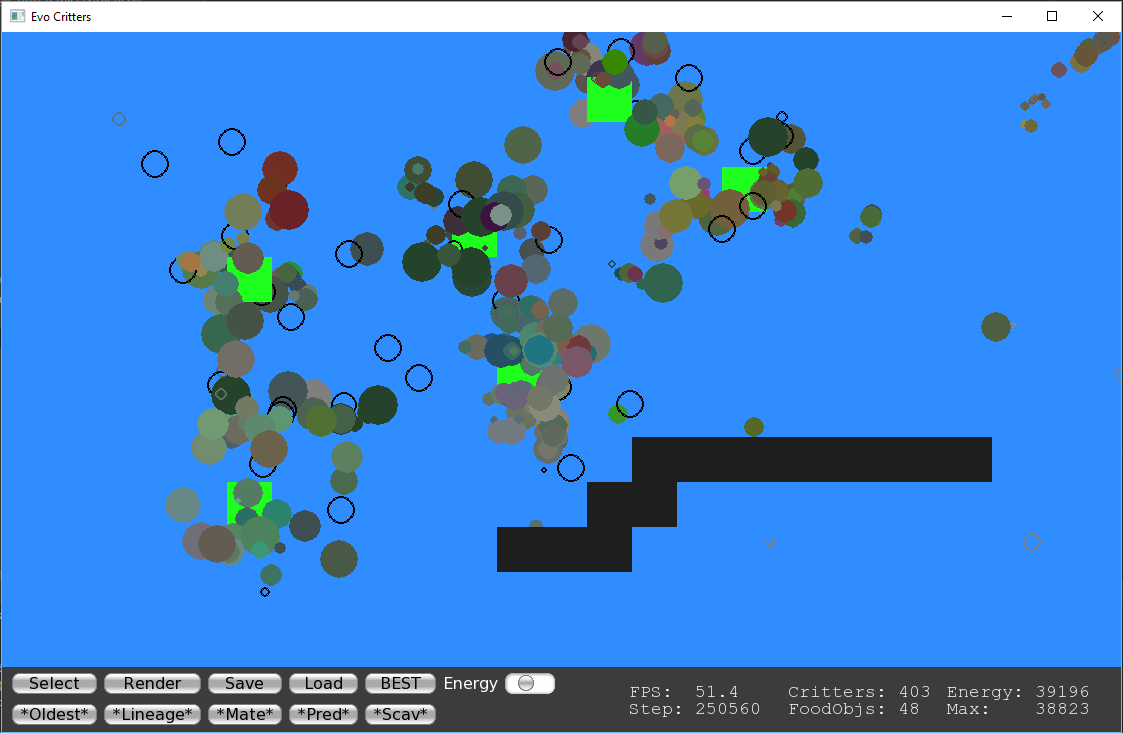 Evo Critters
Select Render Save Load BEST Energy
*Oldest* *Lineage* *Mate* *Pred* *Scav*
FPS: 51.4 Critters: 403 Energy: 39196
Step: 250560 FoodObjs: 48 Max: 38823